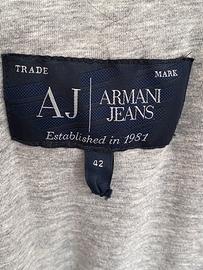 TRADE MARK
AJ ARMANI
JEANS
Established in 1981
42